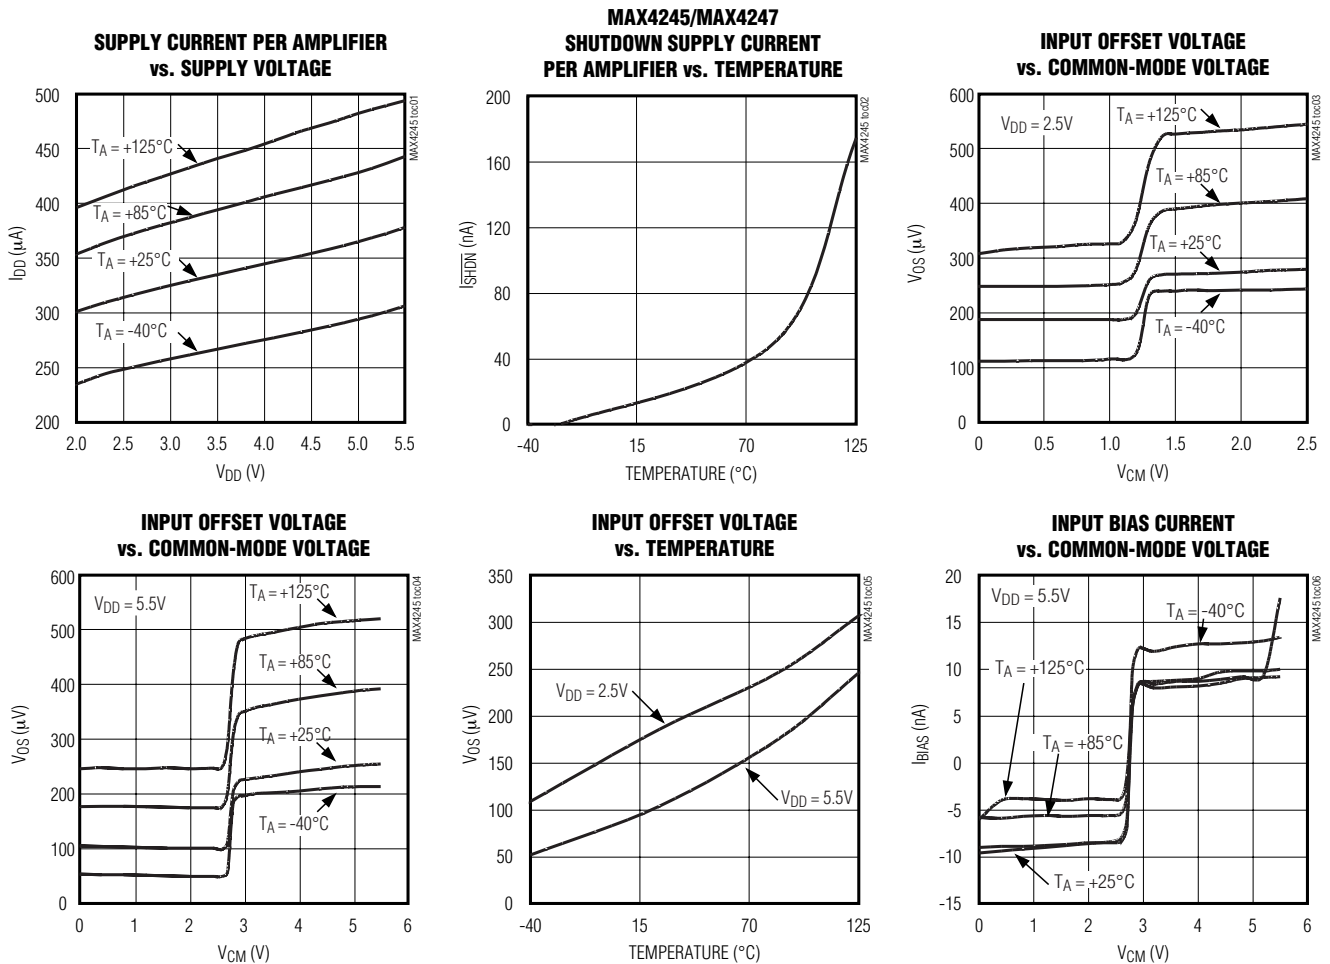 SUPPLY CURRENT PER AMPLIFIER
vs. SUPPLY VOLTAGE
500
450
400
350
300
250
200
IDD (μA)
TA = +125°C
TA = +85°C
TA = +25°C
TA = -40°C
2.0 2.5 3.0 3.5 4.0 4.5 5.0 5.5
VDD (V)
MAX4245 toc01
MAX4245/MAX4247
SHUTDOWN SUPPLY CURRENT
PER AMPLIFIER vs. TEMPERATURE
200
160
120
80
40
0
ISHDN (nA)
-40 15 70 125
TEMPERATURE (°C)
MAX4245 toc02
INPUT OFFSET VOLTAGE
vs. COMMON-MODE VOLTAGE
600
500
400
300
200
100
0
VOS (μV)
VDD = 2.5V
TA = +125°C
TA = +85°C
TA = +25°C
TA = -40°C
0 0.5 1.0 1.5 2.0 2.5
VCM (V)
MAX4245 toc03
INPUT OFFSET VOLTAGE
vs. COMMON-MODE VOLTAGE
600
500
400
300
200
100
0
VOS (μV)
VDD = 5.5V
TA = +125°C
TA = +85°C
TA = +25°C
TA = -40°C
0 1 2 3 4 5 6
VCM (V)
MAX4245 toc04
INPUT OFFSET VOLTAGE
vs. TEMPERATURE
350
300
250
200
150
100
50
0
VOS (μV)
VDD = 2.5V
VDD = 5.5V
-40 15 70 125
TEMPERATURE (°C)
MAX4245 toc05
INPUT BIAS CURRENT
vs. COMMON-MODE VOLTAGE
20
15
10
5
0
-5
-10
-15
IBIAS (nA)
VDD = 5.5V
TA = -40°C
TA = +125°C
TA = +85°C
TA = +25°C
0 1 2 3 4 5 6
VCM (V)
MAX4245 toc06